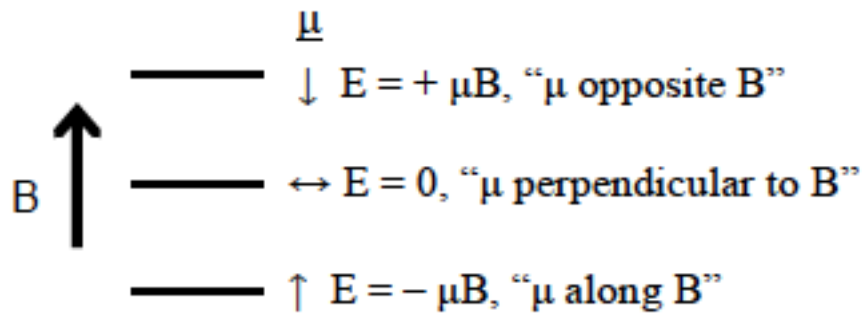 μ
↓ E = + μB, “μ opposite B”
B
↔ E = 0, “μ perpendicular to B”
↑ E = – μB, “μ along B”